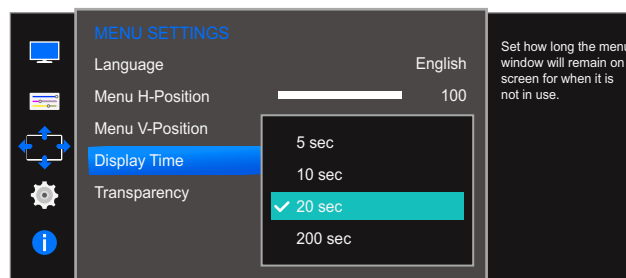 MENU SETTINGS
Language English
Menu H-Position 100
Menu V-Position
Display Time
Transparency
5 sec
10 sec
20 sec
200 sec
Set how long the menu
window will remain on
screen for when it is
not in use.